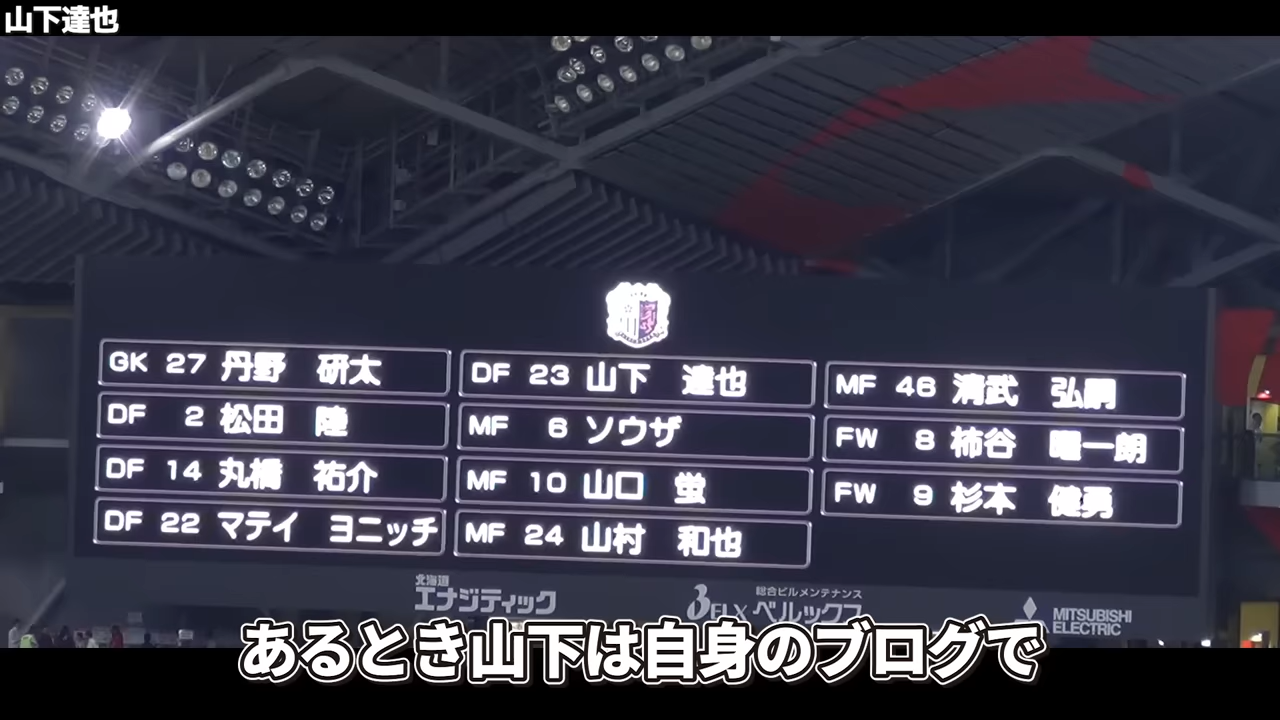 山下達也
GK 27 丹野 研太
DF 2 松田 陸
DF 14 丸橋 祐介
DF 22 マテイ ヨニッチ
DF 23 山下 達也
MF 6 ソウザ
MF 10 山口 蛍
MF 24 山村 和也
MF 46 清武 弘嗣
FW 8 柿谷 曜一朗
FW 9 杉本 健勇
北海道
エナジティック
総合ビルメンテナンス
BELX ベルックス
MITSUBISHI
ELECTRIC
あるとき山下は自身のブログで